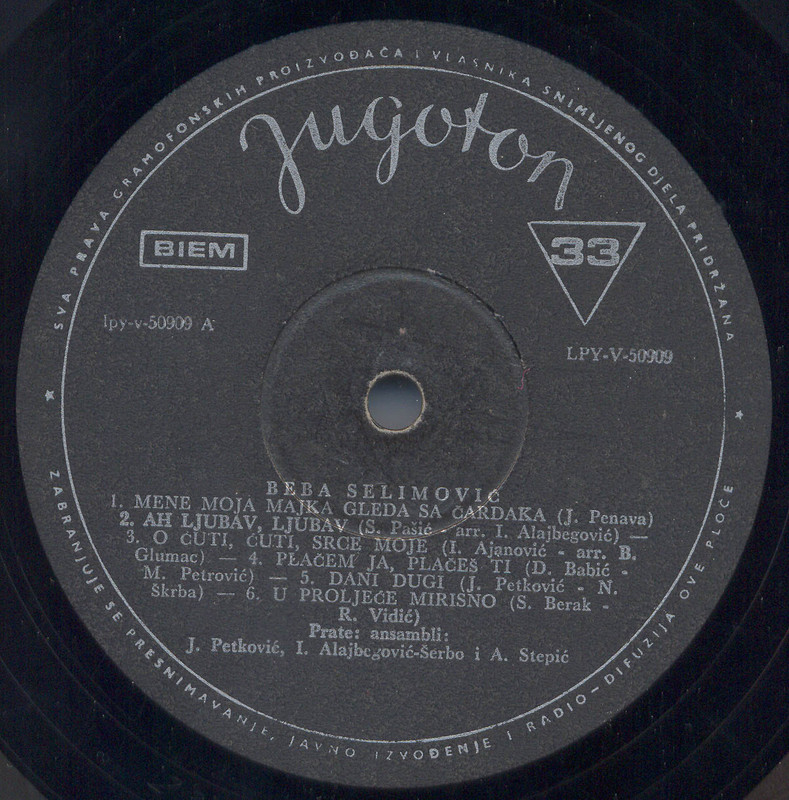 SVA PRAVA GRAMOFONSKIH PROIZVOĐAČA I VLASNIKA SNIMLJENOG DJELA PRIDRŽANA
Jugoton
BIEM
33
lpy-v-50909 A
LPY-V-50909
BEBA SELIMOVIĆ
1. MENE MOJA MAJKA GLEDA SA ČARDAKA (J. Penava)
2. AH LJUBAV, LJUBAV (S. Pašić - arr. I. Alajbegović) —
3. O ĆUTI, ĆUTI, SRCE MOJE (I. Ajanović - arr. B.
Glumac) — 4. PLAČEM JA, PLAČEŠ TI (D. Babić -
M. Petrović) — 5. DANI DUGI (J. Petković - N.
Škrba) — 6. U PROLJEĆE MIRISNO (S. Berak -
R. Vidić)
Prate: ansambli:
J. Petković, I. Alajbegović-Šerbo i A. Stepić
ZABRANJUJE SE PRESNIMAVANJE, JAVNO IZVOĐENJE I RADIO-DIFUZIJA OVE PLOČE